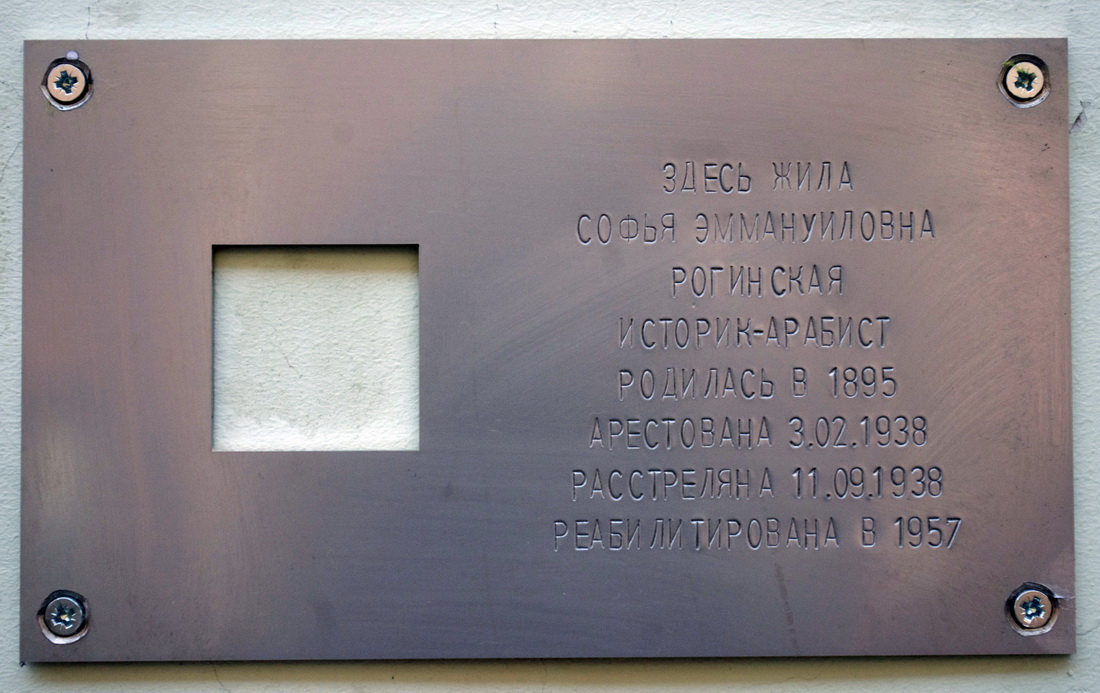 ЗДЕСЬ ЖИЛА
СОФЬЯ ЭММАНУИЛОВНА
РОГИНСКАЯ
ИСТОРИК-АРАБИСТ
РОДИЛАСЬ В 1895
АРЕСТОВАНА 3.02.1938
РАССТРЕЛЯНА 11.09.1938
РЕАБИЛИТИРОВАНА В 1957